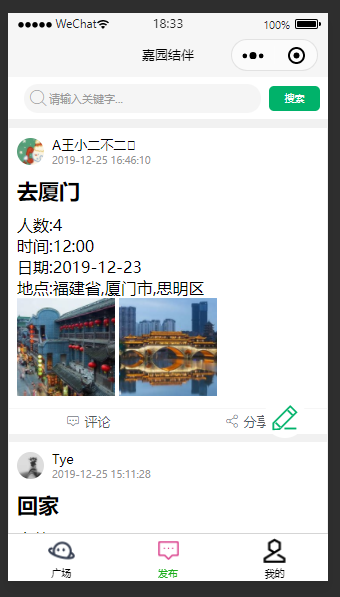 WeChat 18:33 100%
嘉园结伴
请输入关键字... 搜索
A王小二不二
2019-12-25 16:46:10
去厦门
人数:4
时间:12:00
日期:2019-12-23
地点:福建省,厦门市,思明区
评论 分享
Tye
2019-12-25 15:11:28
回家
广场 发布 我的